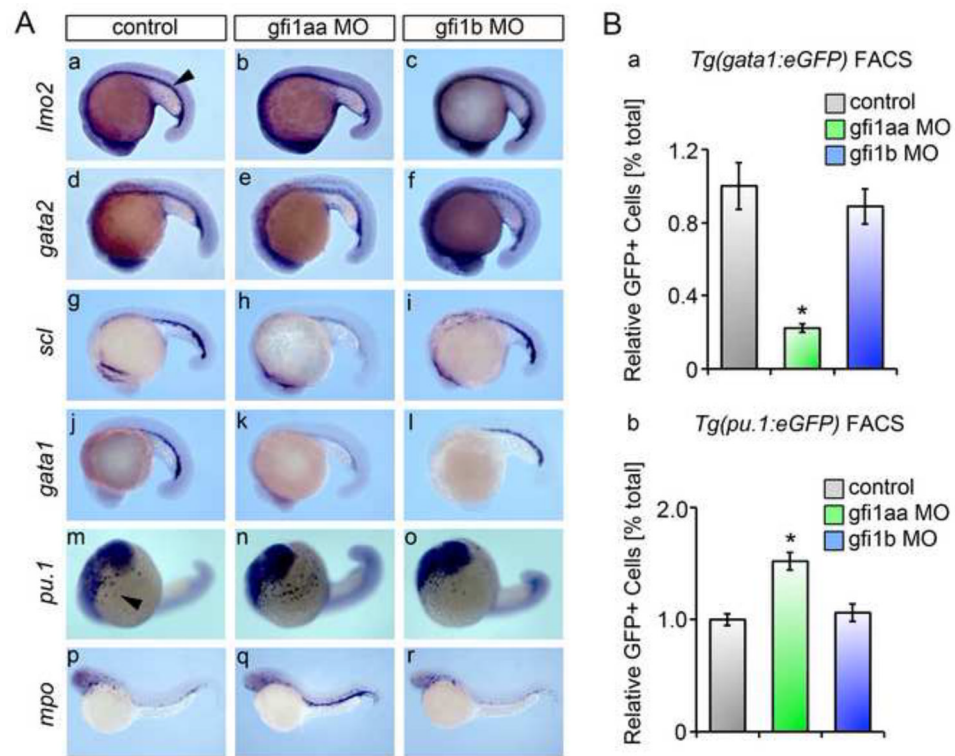 A
control gfi1aa MO gfi1b MO
lmo2
a b c
gata2
d e f
scl
g h i
gata1
j k l
pu.1
m n o
mpo
p q r
B
a Tg(gata1:eGFP) FACS
Relative GFP+ Cells [% total]
control
gfi1aa MO
gfi1b MO
1.2
0.8
0.4
0
*
b Tg(pu.1:eGFP) FACS
Relative GFP+ Cells [% total]
control
gfi1aa MO
gfi1b MO
2.0
1.0
0
*